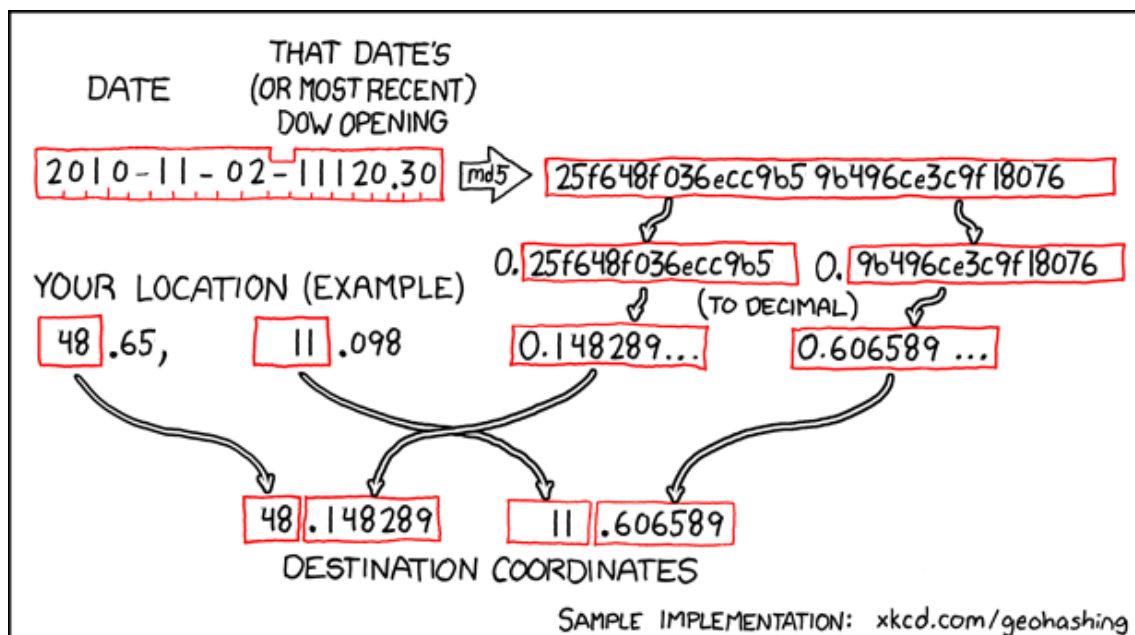 DATE
THAT DATE'S
(OR MOST RECENT)
DOW OPENING
2010-11-02-11120.30
md5
25f648f036ecc9b5 9b496ce3c9f18076
0.25f648f036ecc9b5
0.9b496ce3c9f18076
YOUR LOCATION (EXAMPLE)
(TO DECIMAL)
48.65, 11.098
0.148289...
0.606589...
48.148289
11.606589
DESTINATION COORDINATES
SAMPLE IMPLEMENTATION: xkcd.com/geohashing